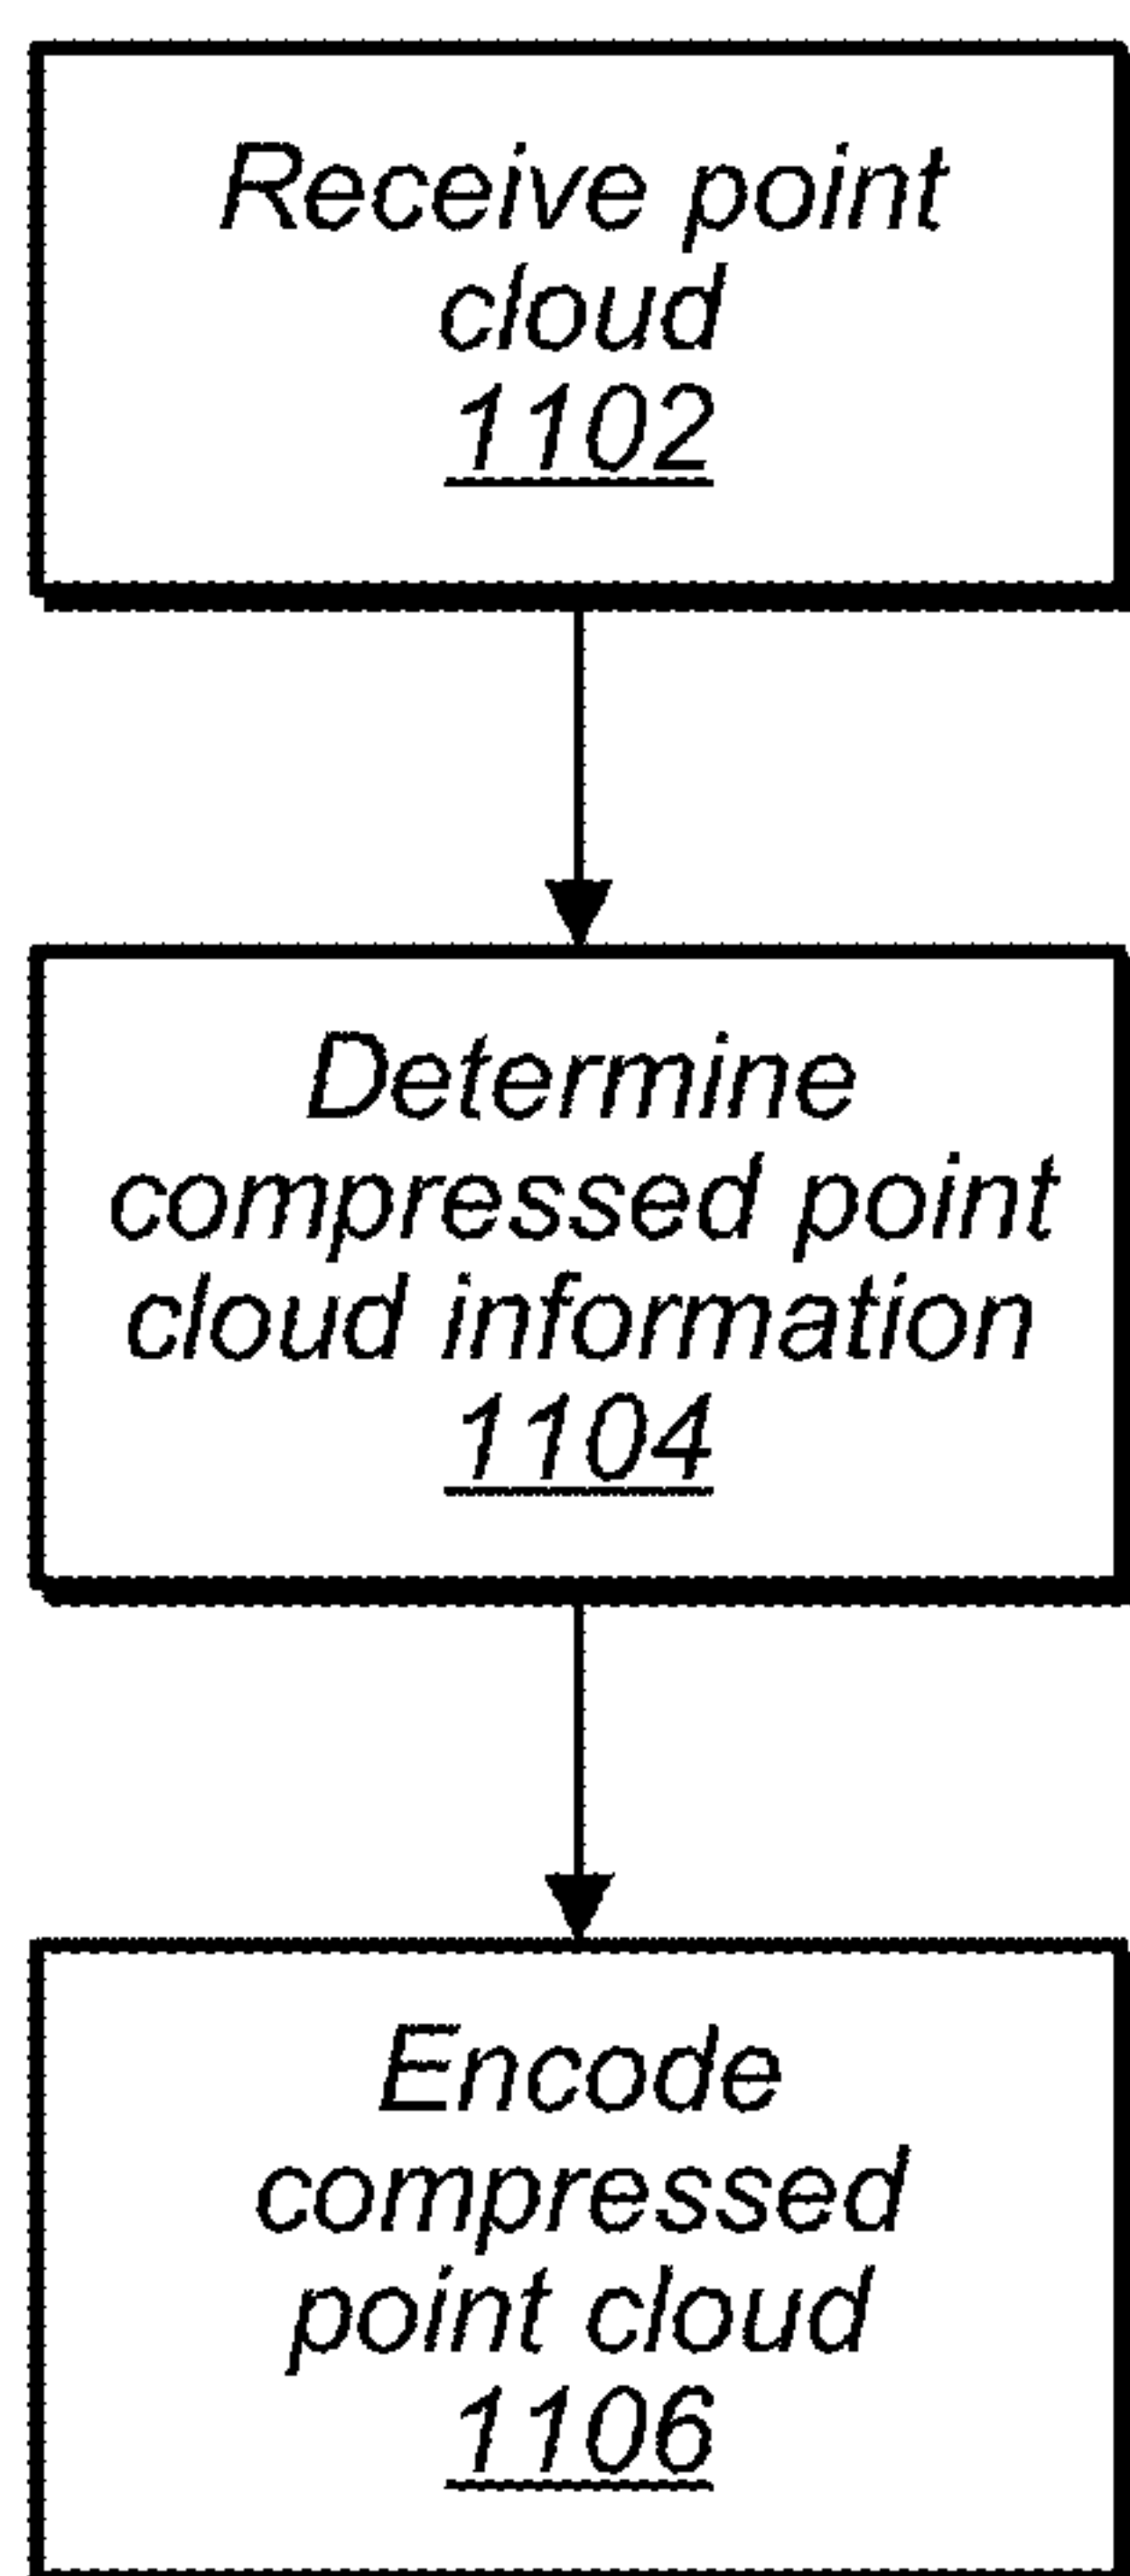 Receive point
cloud
1102
Determine
compressed point
cloud information
1104
Encode
compressed
point cloud
1106